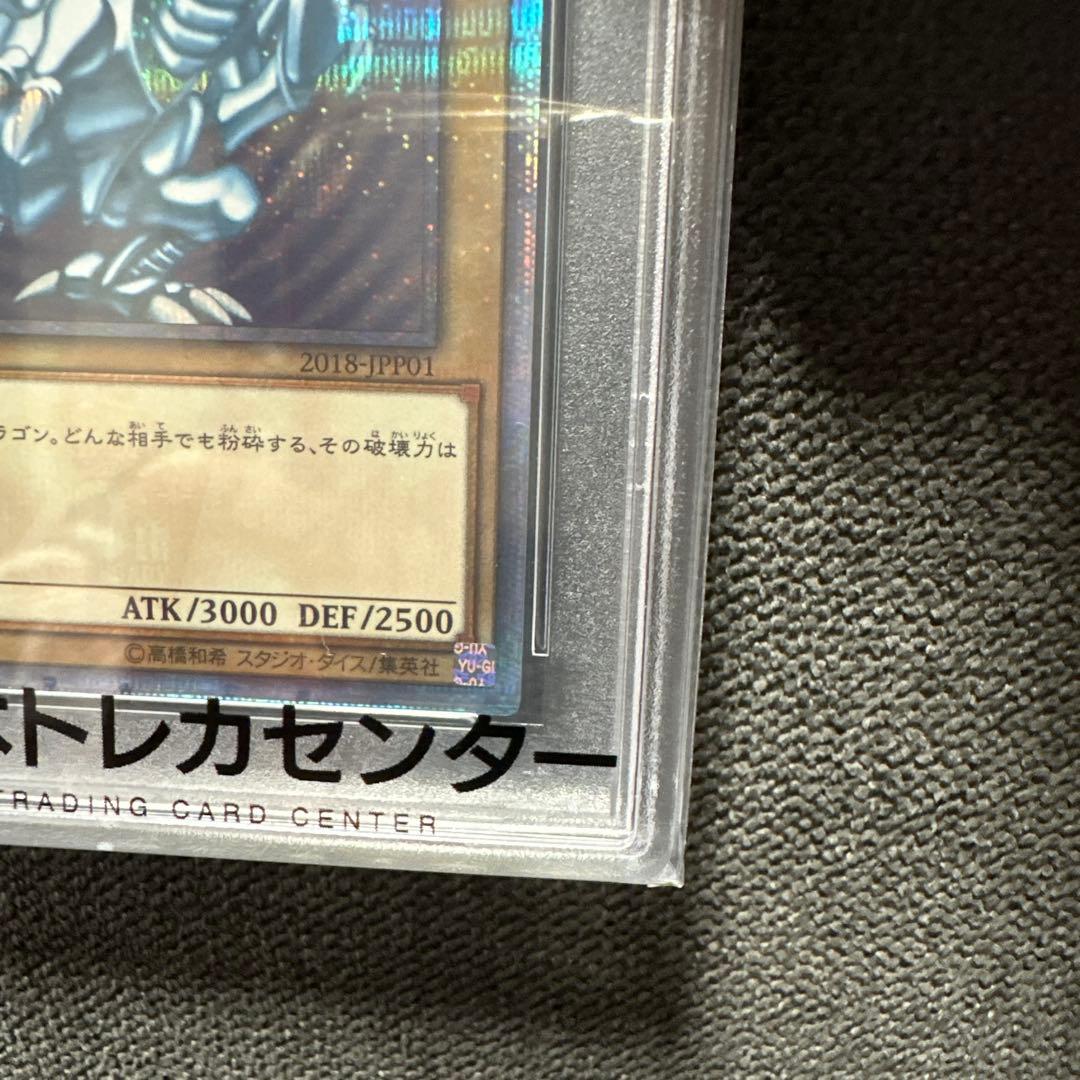 2018-JPP01
ラゴン。どんな相手でも粉砕する、その破壊力は
ATK/3000 DEF/2500
©高橋和希 スタジオ・ダイス/集英社
YU-GI
トレカセンター
TRADING CARD CENTER